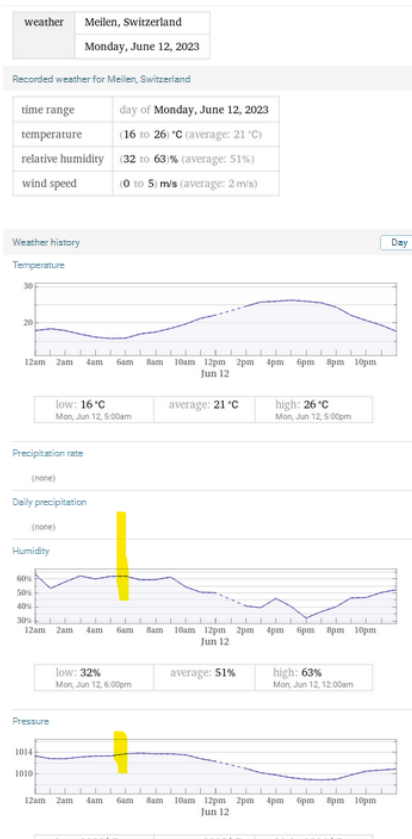 weather
Meilen, Switzerland
Monday, June 12, 2023
Recorded weather for Meilen, Switzerland
time range day of Monday, June 12, 2023
temperature (16 to 26) °C (average: 21 °C)
relative humidity (32 to 63)% (average: 51%)
wind speed (0 to 5) m/s (average: 2 m/s)
Weather history Day
Temperature
30
20
12am 2am 4am 6am 8am 10am 12pm 2pm 4pm 6pm 8pm 10pm
Jun 12
low: 16 °C average: 21 °C high: 26 °C
Mon, Jun 12, 5:00am Mon, Jun 12, 5:00pm
Precipitation rate
(none)
Daily precipitation
(none)
Humidity
60%
50%
40%
30%
12am 2am 4am 6am 8am 10am 12pm 2pm 4pm 6pm 8pm 10pm
Jun 12
low: 32% average: 51% high: 63%
Mon, Jun 12, 6:00pm Mon, Jun 12, 12:00am
Pressure
1014
1010
12am 2am 4am 6am 8am 10am 12pm 2pm 4pm 6pm 8pm 10pm
Jun 12